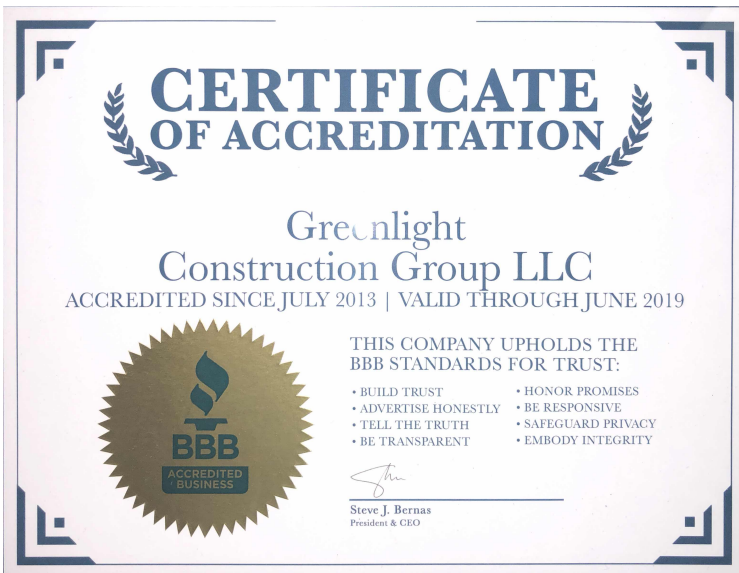 CERTIFICATE
OF ACCREDITATION
Greenlight
Construction Group LLC
ACCREDITED SINCE JULY 2013 | VALID THROUGH JUNE 2019
THIS COMPANY UPHOLDS THE
BBB STANDARDS FOR TRUST:
• BUILD TRUST
• ADVERTISE HONESTLY
• TELL THE TRUTH
• BE TRANSPARENT
• HONOR PROMISES
• BE RESPONSIVE
• SAFEGUARD PRIVACY
• EMBODY INTEGRITY
BBB
ACCREDITED
BUSINESS
Steve J. Bernas
President & CEO